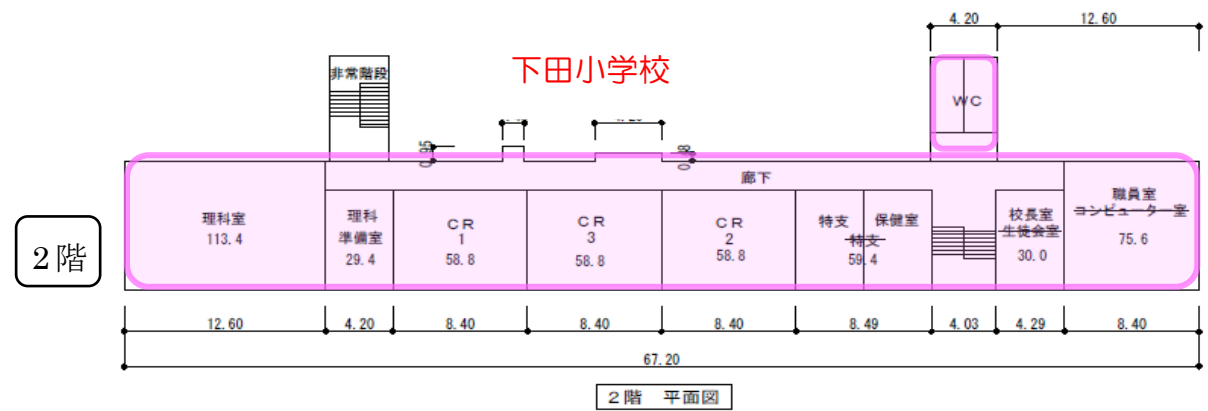 4.20
12.60
下田小学校
非常階段
WC
0.95
廊下
理科室
113.4
理科
準備室
29.4
CR
1
58.8
CR
3
58.8
CR
2
58.8
特支
保健室
特支
59.4
校長室
生徒会室
30.0
職員室
コンピューター室
75.6
2階
12.60
4.20
8.40
8.40
8.40
8.49
4.03
4.29
8.40
67.20
2階 平面図